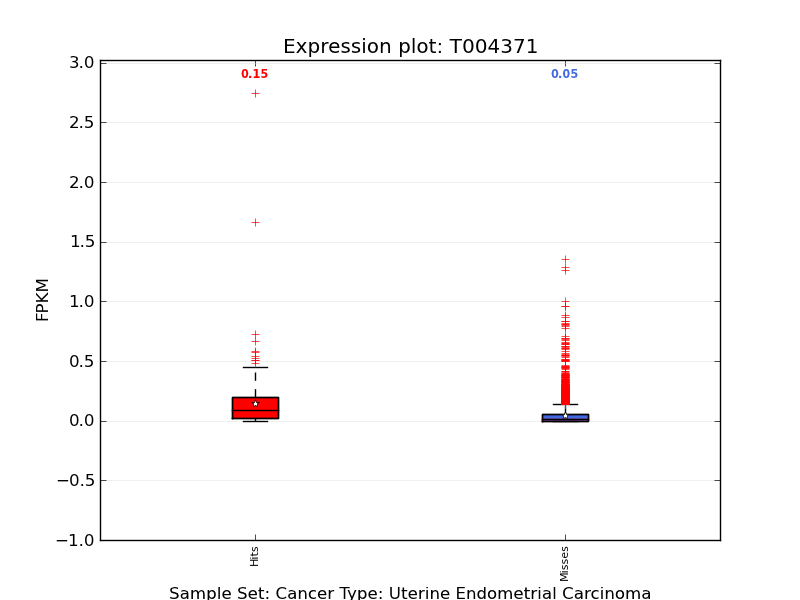 Expression plot: T004371
0.15
0.05
3.0
2.5
2.0
1.5
1.0
0.5
0.0
−0.5
−1.0
FPKM
Hits
Misses
Sample Set: Cancer Type: Uterine Endometrial Carcinoma